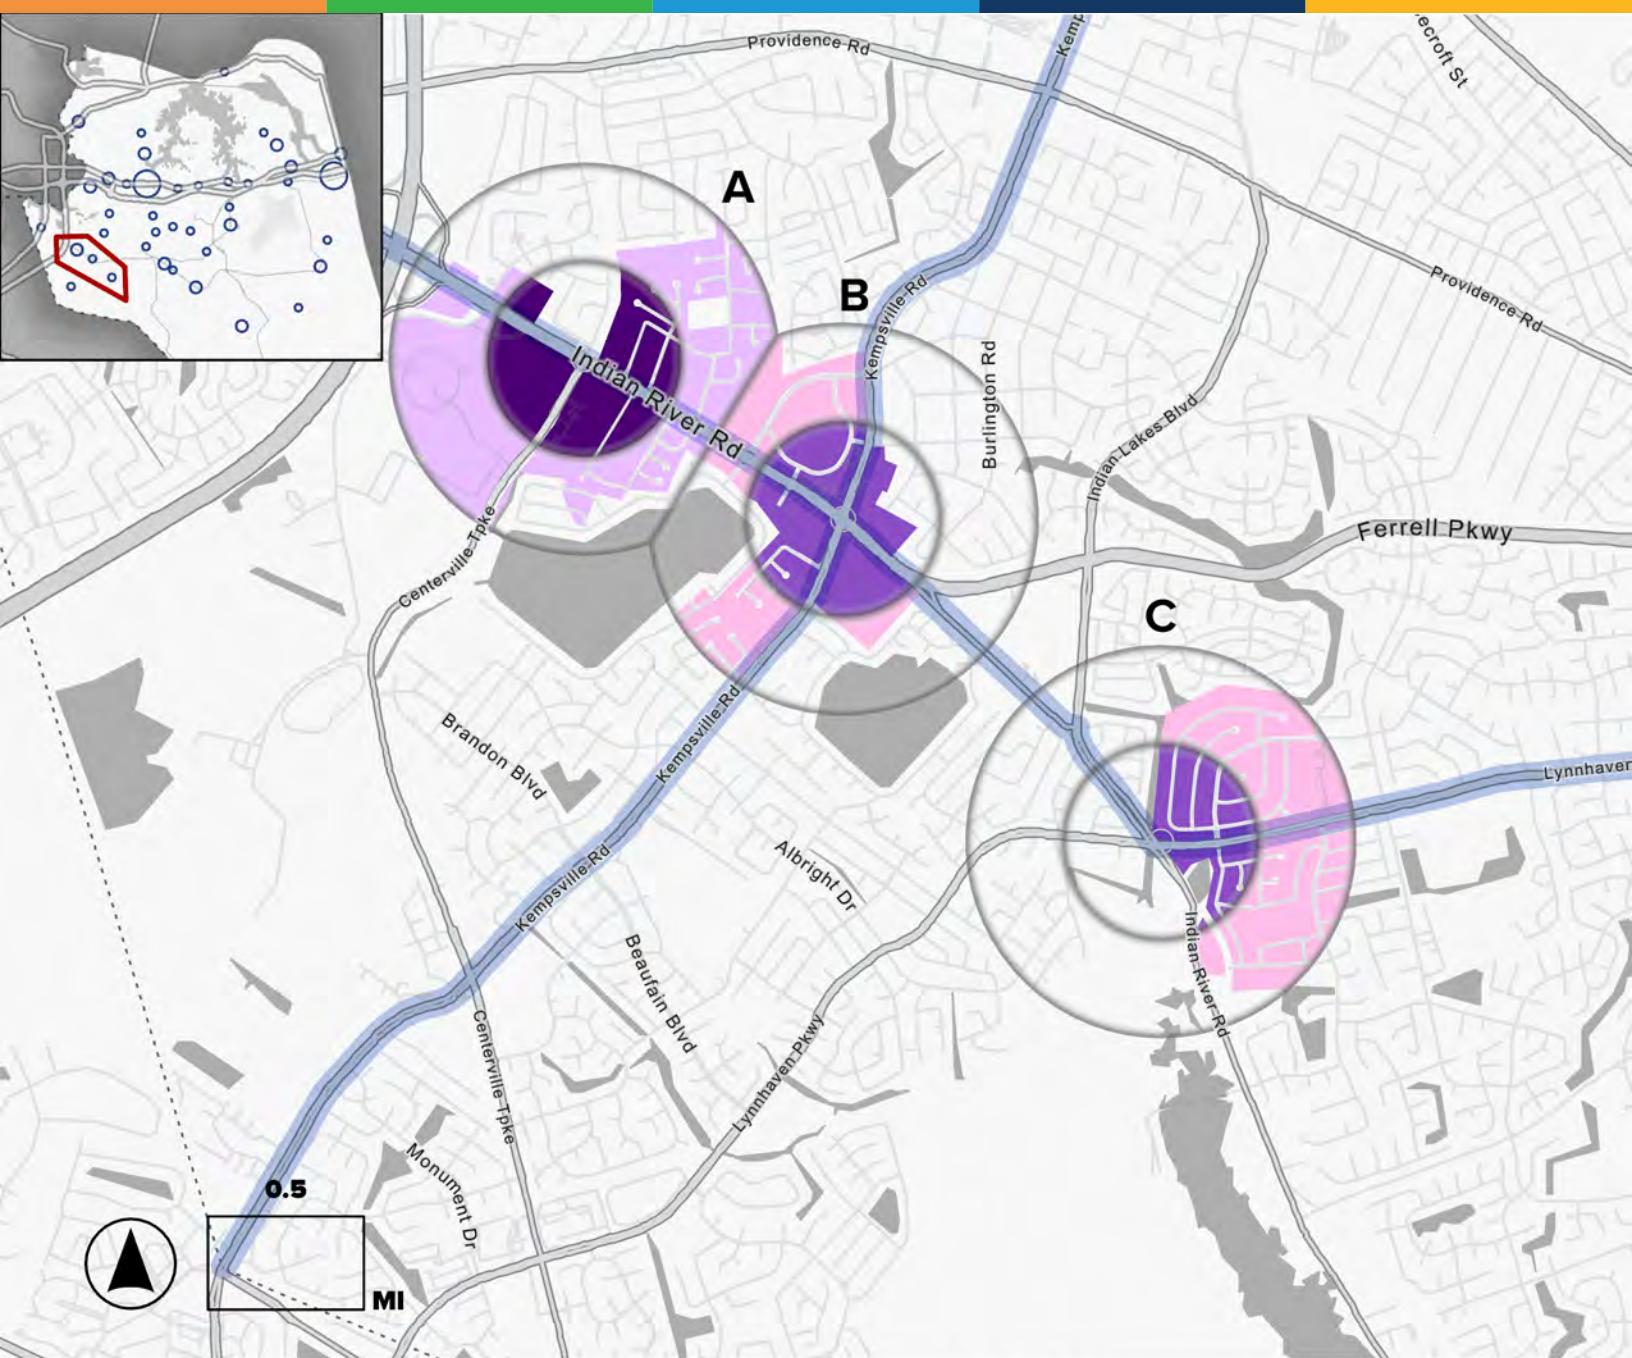 Providence Rd
Kemp
ecroft St
A
B
Kempsville-Rd
Providence Rd
Indian River Rd
Burlington Rd
Indian-Lakes-Blvd
Ferrell Pkwy
Centerville-Tpke
C
Kempsville-Rd
Brandon Blvd
Lynnhaven
Albright Dr
Kempsville-Rd
Indian River-Rd
Beaufain Blvd
Centerville Tpke
Lynnhaven Pkwy
Monument Dr
0.5
MI